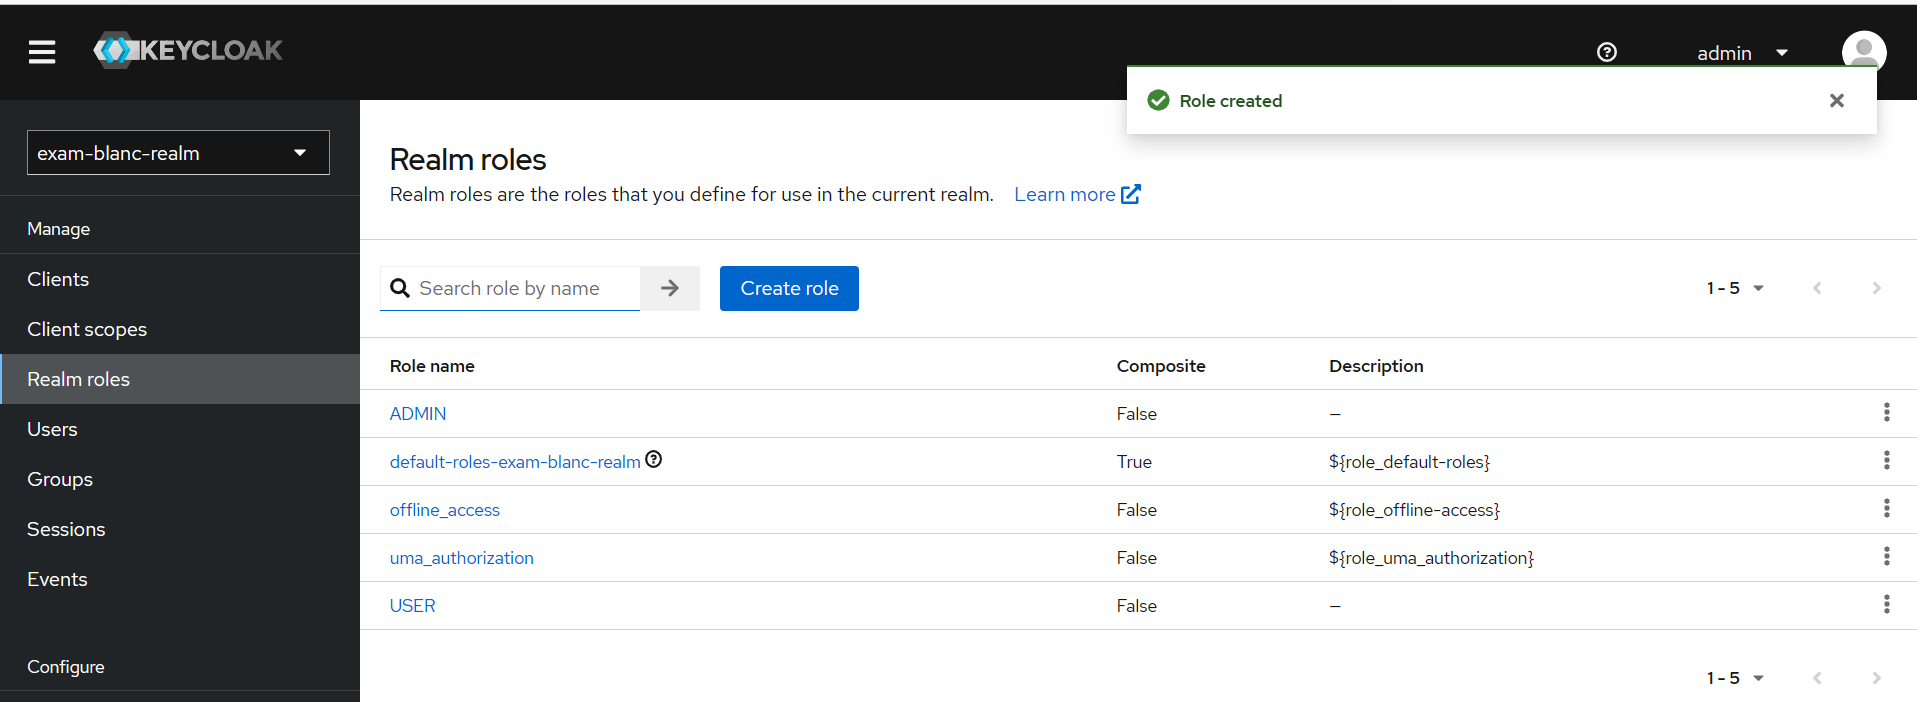 KEYCLOAK
admin
Role created
exam-blanc-realm
Manage
Clients
Client scopes
Realm roles
Users
Groups
Sessions
Events
Configure
Realm roles
Realm roles are the roles that you define for use in the current realm. Learn more
Search role by name
Create role
1 - 5
Role name Composite Description
ADMIN False —
default-roles-exam-blanc-realm True ${role_default-roles}
offline_access False ${role_offline-access}
uma_authorization False ${role_uma_authorization}
USER False —
1 - 5